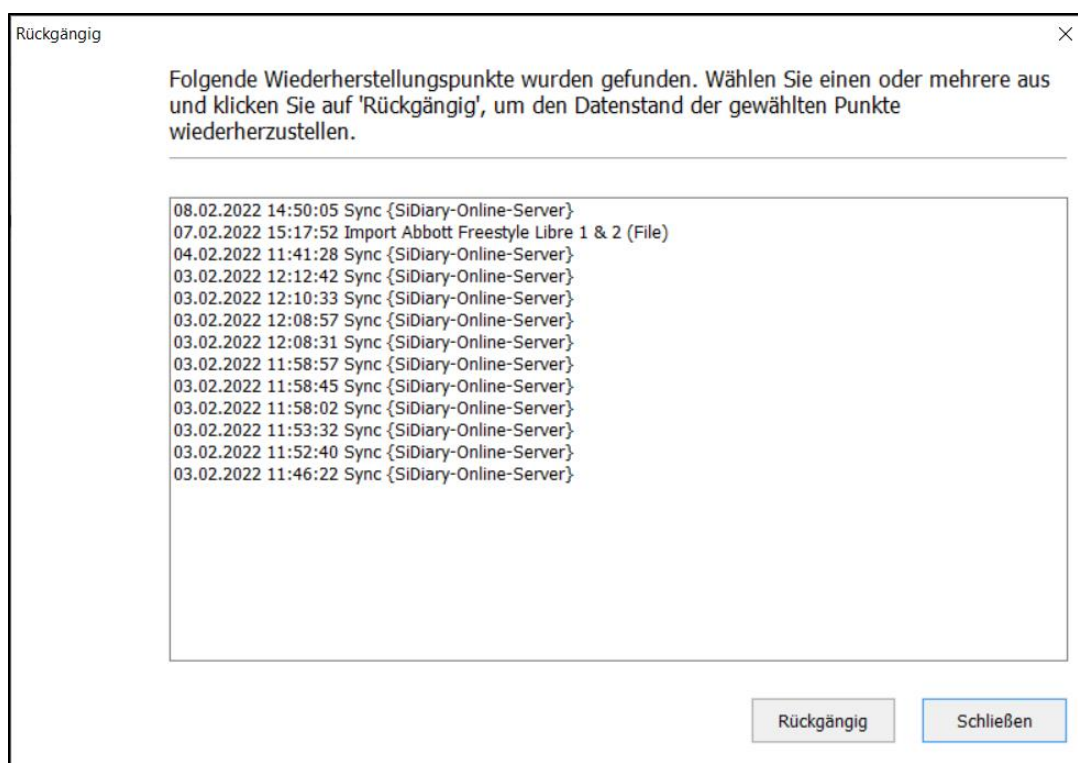 Rückgängig
Folgende Wiederherstellungspunkte wurden gefunden. Wählen Sie einen oder mehrere aus
und klicken Sie auf 'Rückgängig', um den Datenstand der gewählten Punkte
wiederherzustellen.
08.02.2022 14:50:05 Sync {SiDiary-Online-Server}
07.02.2022 15:17:52 Import Abbott Freestyle Libre 1 & 2 (File)
04.02.2022 11:41:28 Sync {SiDiary-Online-Server}
03.02.2022 12:12:42 Sync {SiDiary-Online-Server}
03.02.2022 12:10:33 Sync {SiDiary-Online-Server}
03.02.2022 12:08:57 Sync {SiDiary-Online-Server}
03.02.2022 12:08:31 Sync {SiDiary-Online-Server}
03.02.2022 11:58:57 Sync {SiDiary-Online-Server}
03.02.2022 11:58:45 Sync {SiDiary-Online-Server}
03.02.2022 11:58:02 Sync {SiDiary-Online-Server}
03.02.2022 11:53:32 Sync {SiDiary-Online-Server}
03.02.2022 11:52:40 Sync {SiDiary-Online-Server}
03.02.2022 11:46:22 Sync {SiDiary-Online-Server}
Rückgängig Schließen